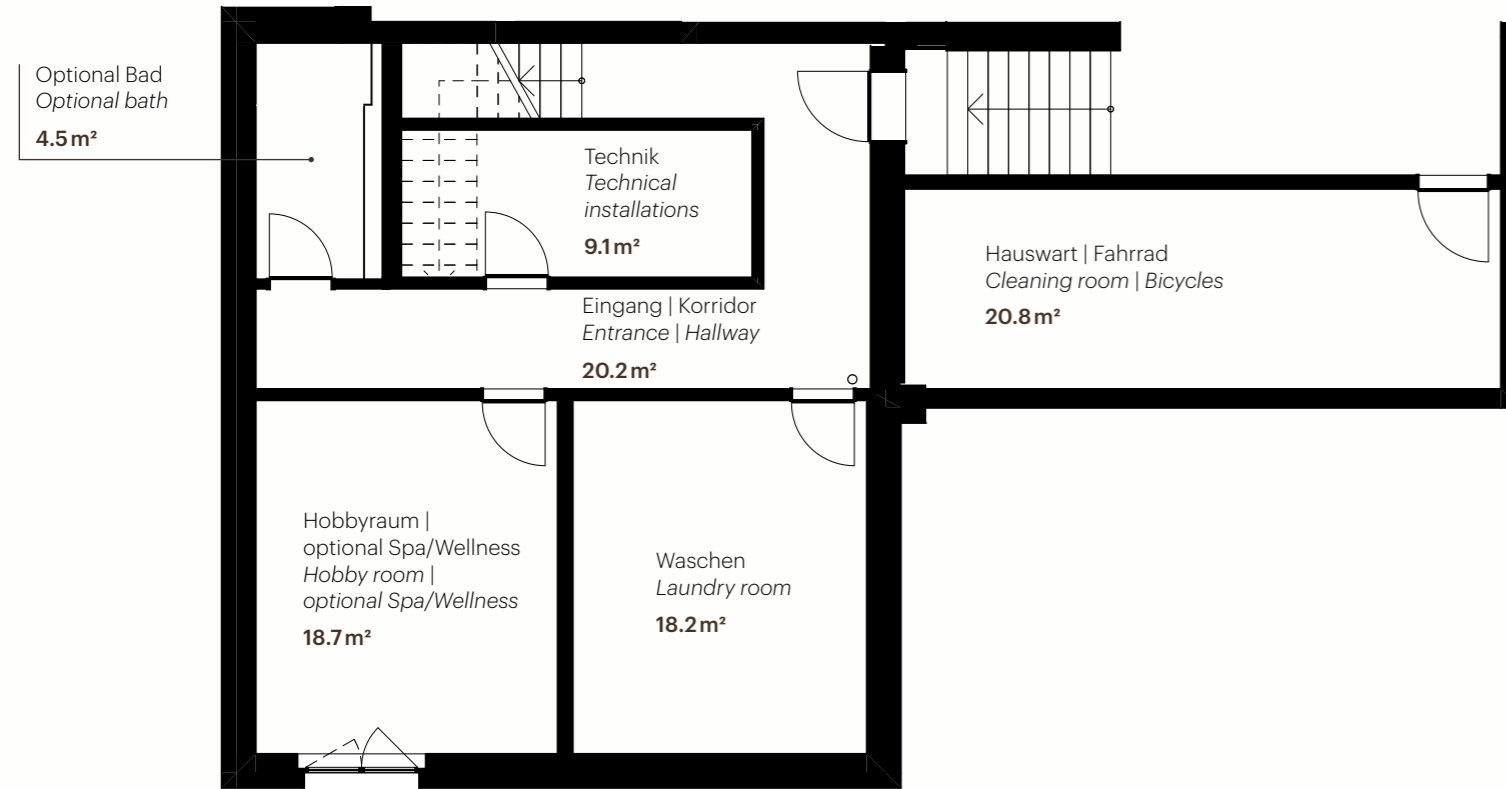 Optional Bad
Optional bath
4.5 m²
Technik
Technical
installations
9.1 m²
Hauswart | Fahrrad
Cleaning room | Bicycles
20.8 m²
Eingang | Korridor
Entrance | Hallway
20.2 m²
Hobbyraum |
optional Spa/Wellness
Hobby room |
optional Spa/Wellness
18.7 m²
Waschen
Laundry room
18.2 m²